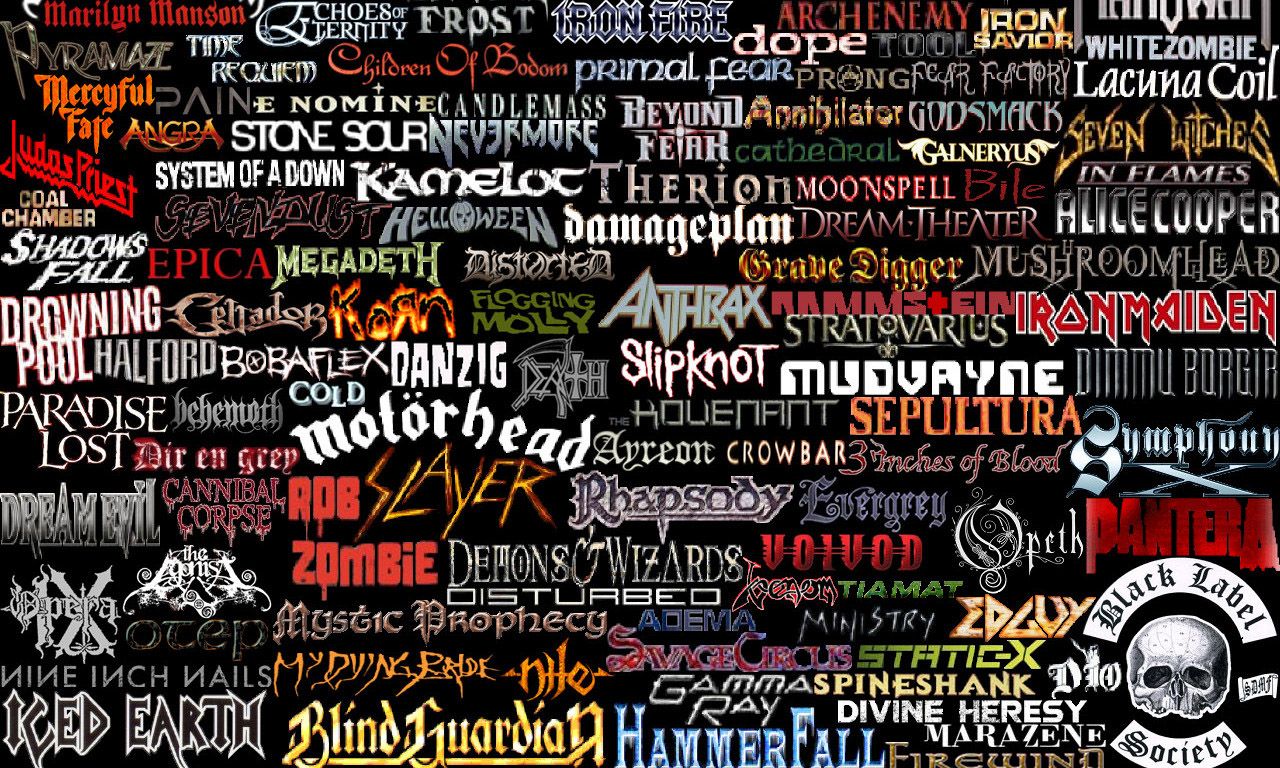 Marilyn Manson
ECHOES OF ETERNITY
FROST
IRON FIRE
ARCH ENEMY
IRON SAVIOR
MANOWAR
PYRAMAZE
TIME REQUIEM
Children Of Bodom
primal fear
dope
TOOL
WHITEZOMBIE
PRONG
FEAR FACTORY
Lacuna Coil
Mercyful Fate
PAIN
E NOMINE
CANDLEMASS
BEYOND FEAR
Annihilator
GODSMACK
SEVEN WITCHES
ANGRA
STONE SOUR
NEVERMORE
cathedral
GALNERYUS
Judas Priest
SYSTEM OF A DOWN
KAMELOT
THERION
MOONSPELL
Bile
IN FLAMES
COAL CHAMBER
SEVENDUST
HELLOWEEN
damageplan
DREAM THEATER
ALICE COOPER
SHADOWS FALL
EPICA
MEGADETH
DISTURTED
Grave Digger
MUSHROOMHEAD
DROWNING POOL
Cellador
KoRn
FLOGGING MOLLY
ANTHRAX
RAMMSTEIN
STRATOVARIUS
IRON MAIDEN
HALFORD
BOBAFLEX
DANZIG
DEATH
SLIPKNOT
MUDVAYNE
DIMMU BORGIR
PARADISE LOST
behemoth
COLD
motörhead
THE KOVENANT
SEPULTURA
Symphony X
Dir en grey
Ayreon
CROWBAR
3 Inches of Blood
DREAM EVIL
CANNIBAL CORPSE
ROB ZOMBIE
SLAYER
Rhapsody
Evergrey
Opeth
PANTERA
Opera IX
the Agonist
DEMONS & WIZARDS
VOIVOD
DISTURBED
VENOM
TIAMAT
Black Label Society
SDMF
OTEP
Mystic Prophecy
ADEMA
MINISTRY
EDGUY
NINE INCH NAILS
MY DYING BRIDE
nile
SAVAGE CIRCUS
STATIC-X
Dio
GAMMA RAY
SPINESHANK
ICED EARTH
Blind Guardian
HAMMERFALL
DIVINE HERESY
MARAZENE
FIREWIND